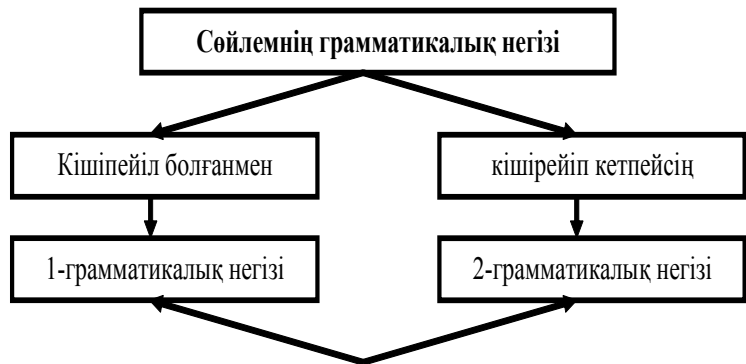 Сөйлемнің грамматикалық негізі
Кішіпейіл болғанмен
кішірейіп кетпейсің
1-грамматикалық негізі
2-грамматикалық негізі